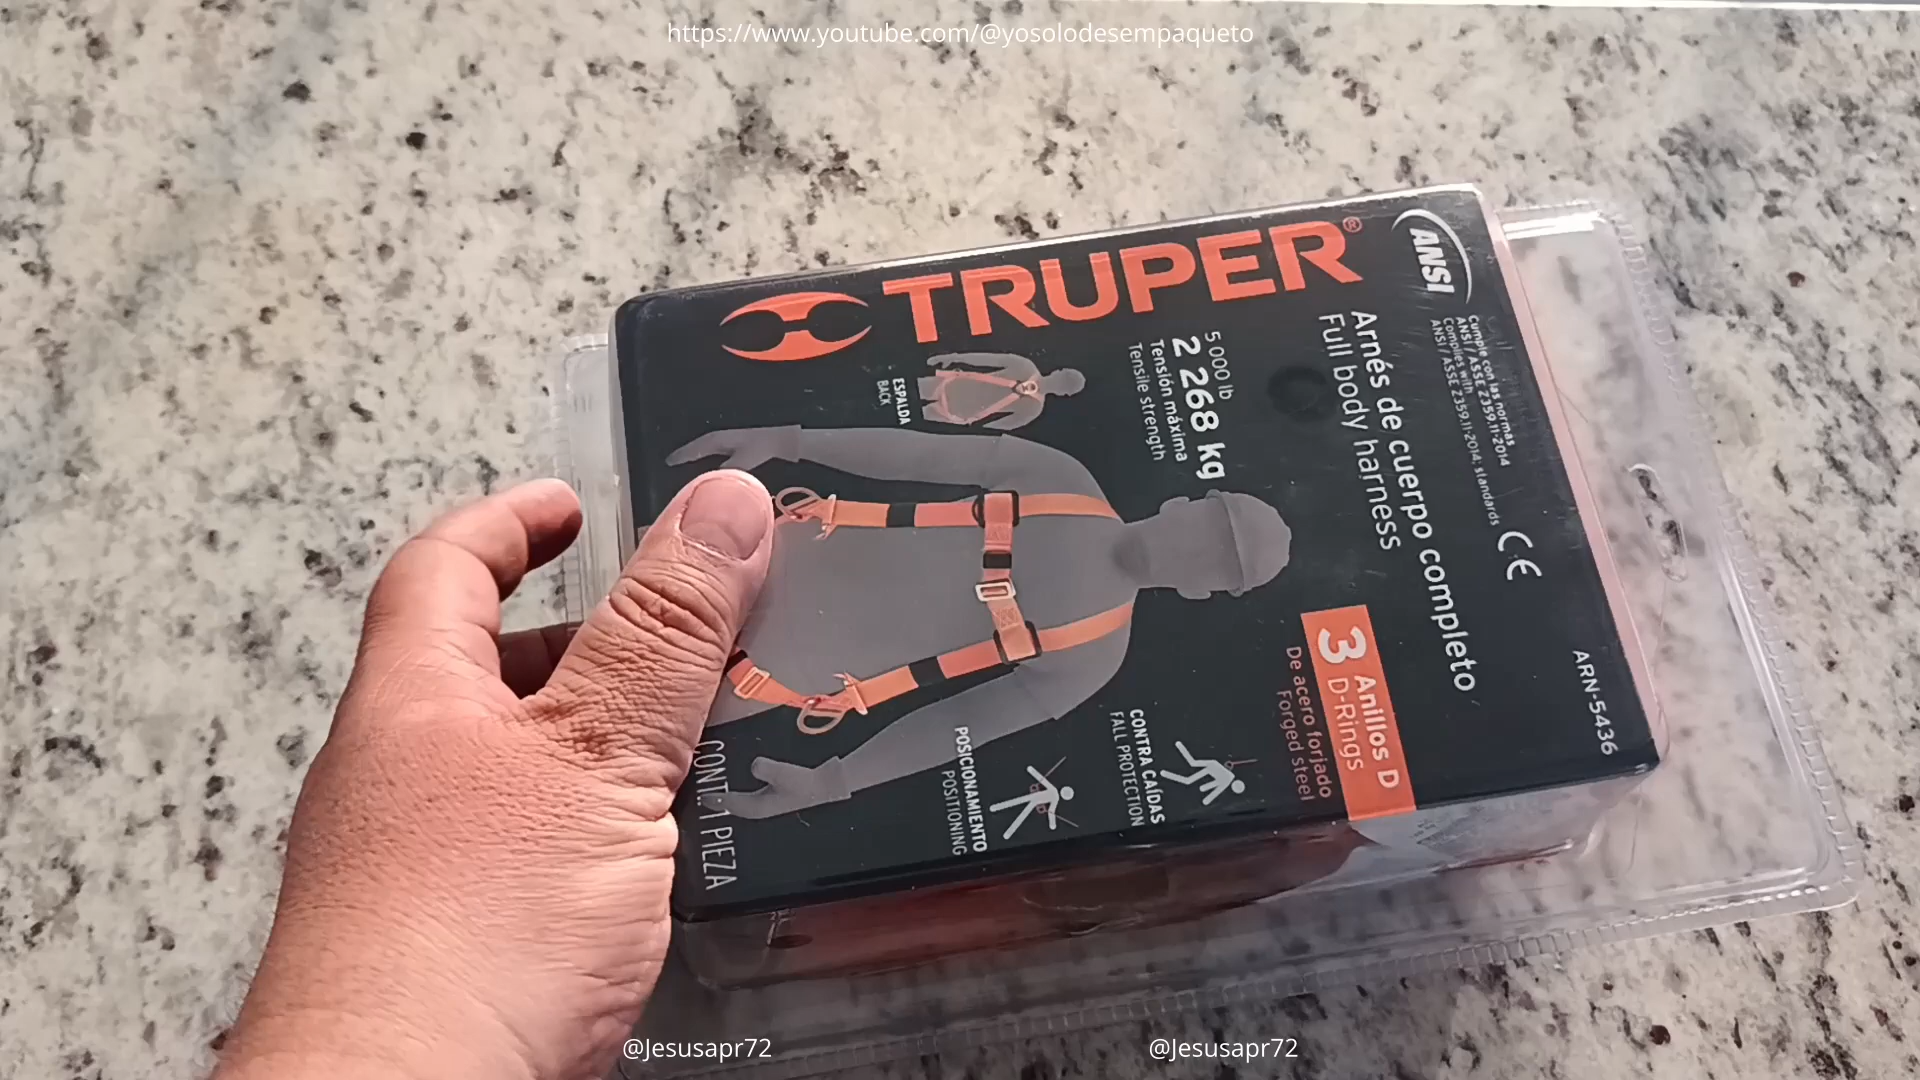 https://www.youtube.com/@yosolodesempaqueto
TRUPER®
ANSI
Cumple con las normas
ANSI / ASSE Z359.11-2014
Complies with
ANSI / ASSE Z359.11-2014; standards
CE
ARN-5436
Arnés de cuerpo completo
Full body harness
3 Anillos D
D-Rings
De acero forjado
Forged steel
5 000 lb
2 268 kg
Tensión máxima
Tensile strength
ESPALDA
BACK
CONTRA CAÍDAS
FALL PROTECTION
POSICIONAMIENTO
POSITIONING
CONT.: 1 PIEZA
@Jesusapr72
@Jesusapr72